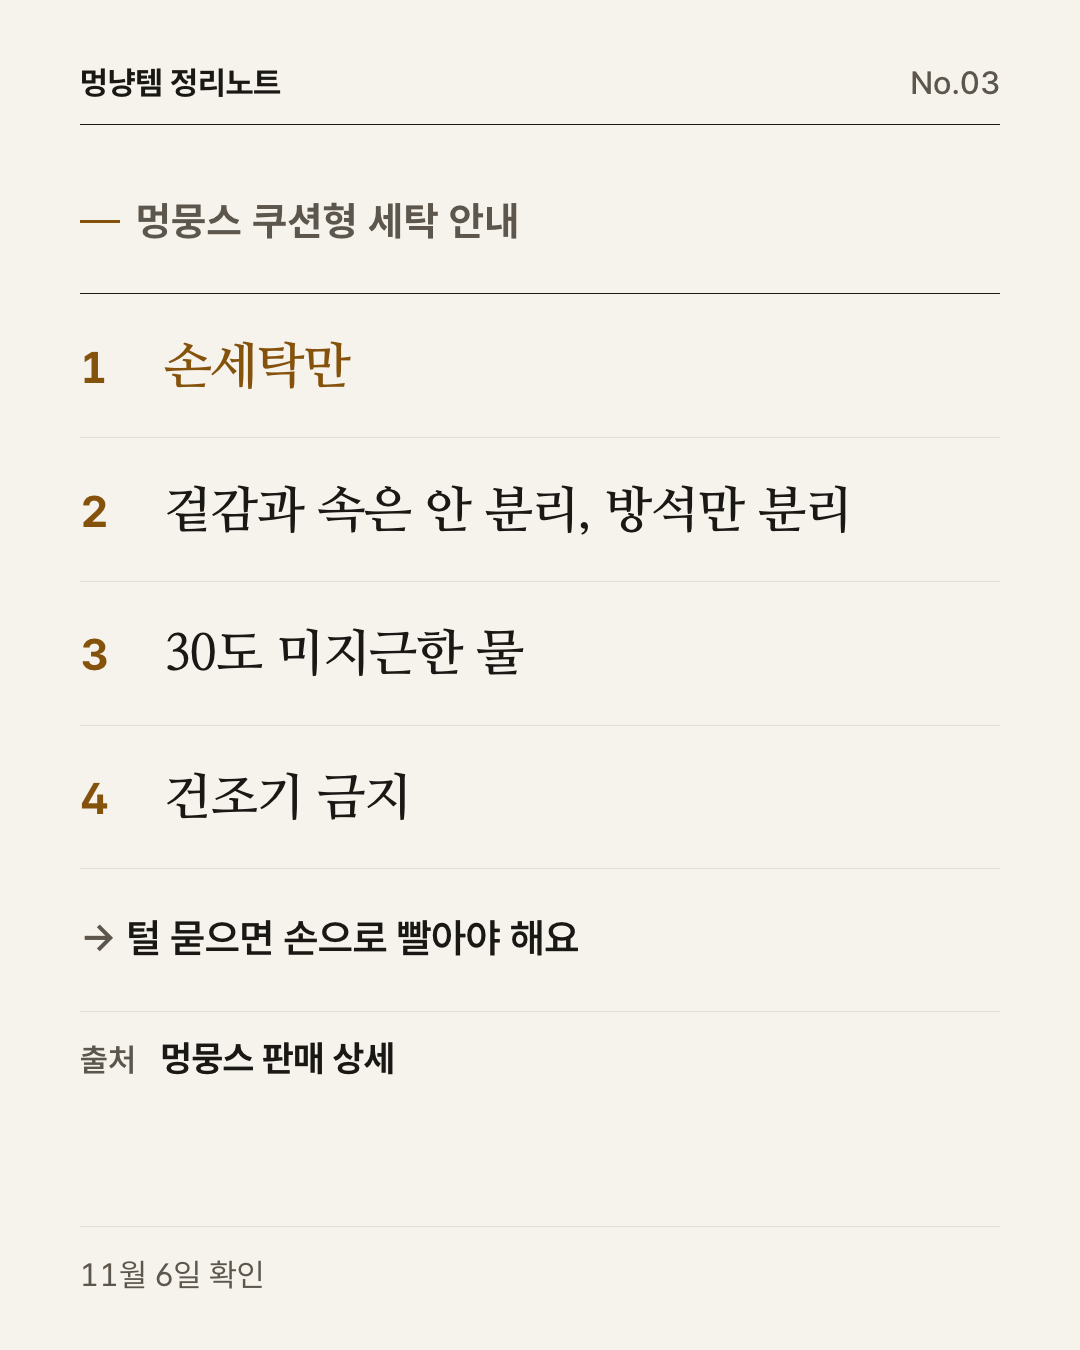 멍냥템 정리노트
No.03
— 멍뭉스 쿠션형 세탁 안내
1 손세탁만
2 겉감과 속은 안 분리, 방석만 분리
3 30도 미지근한 물
4 건조기 금지
→ 털 묻으면 손으로 빨아야 해요
출처 멍뭉스 판매 상세
11월 6일 확인